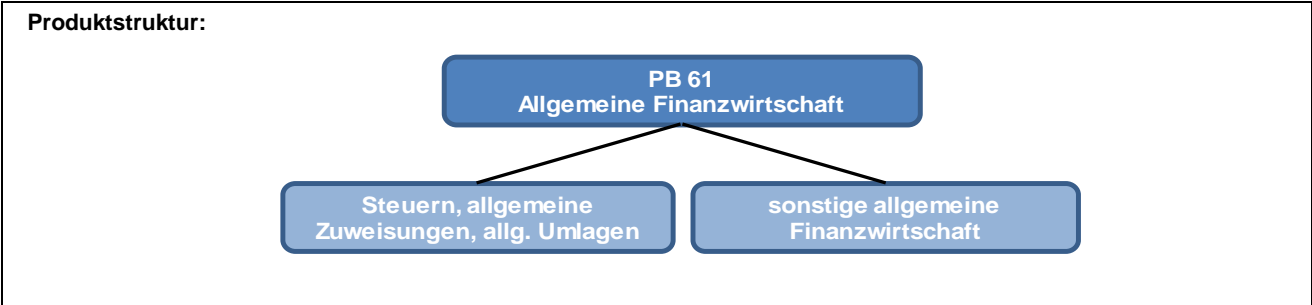 Produktstruktur:
PB 61
Allgemeine Finanzwirtschaft
Steuern, allgemeine
Zuweisungen, allg. Umlagen
sonstige allgemeine
Finanzwirtschaft